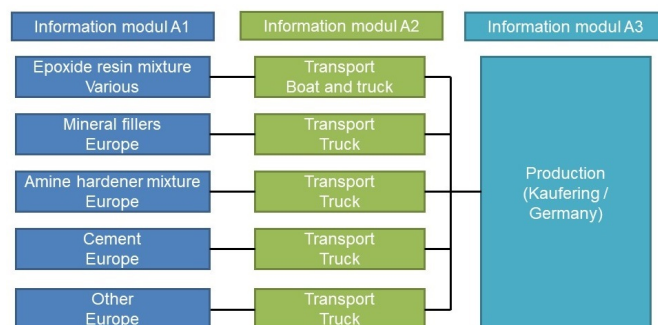 Information modul A1
Information modul A2
Information modul A3
Epoxide resin mixture
Various
Transport
Boat and truck
Mineral fillers
Europe
Transport
Truck
Amine hardener mixture
Europe
Transport
Truck
Cement
Europe
Transport
Truck
Other
Europe
Transport
Truck
Production
(Kaufering /
Germany)